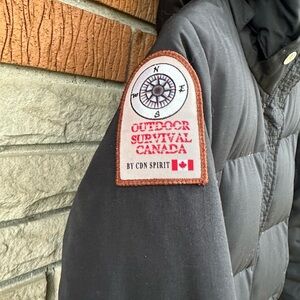 N
W
E
S
OUTDOOR
SURVIVAL
CANADA
BY CDN SPIRIT